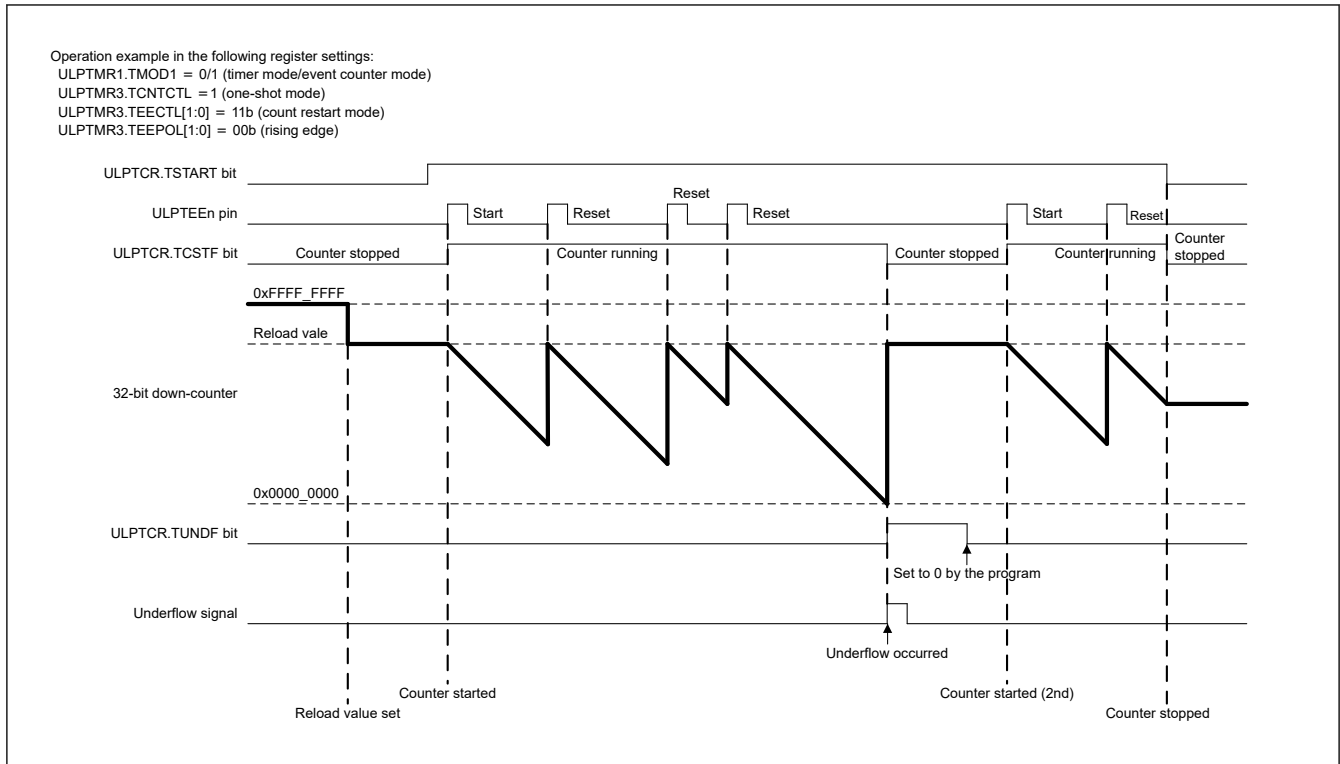 Operation example in the following register settings:
ULPTMR1.TMOD1 = 0/1 (timer mode/event counter mode)
ULPTMR3.TCNTCTL =1 (one-shot mode)
ULPTMR3.TEECTL[1:0] = 11b (count restart mode)
ULPTMR3.TEEPOL[1:0] = 00b (rising edge)
ULPTCR.TSTART bit
Reset
ULPTEEn pin Start Reset Reset Start Reset
ULPTCR.TCSTF bit Counter stopped Counter running Counter stopped Counter running Counter
stopped
0xFFFF_FFFF
Reload vale
32-bit down-counter
0x0000_0000
ULPTCR.TUNDF bit
Set to 0 by the program
Underflow signal
Underflow occurred
Counter started Counter started (2nd)
Reload value set Counter stopped